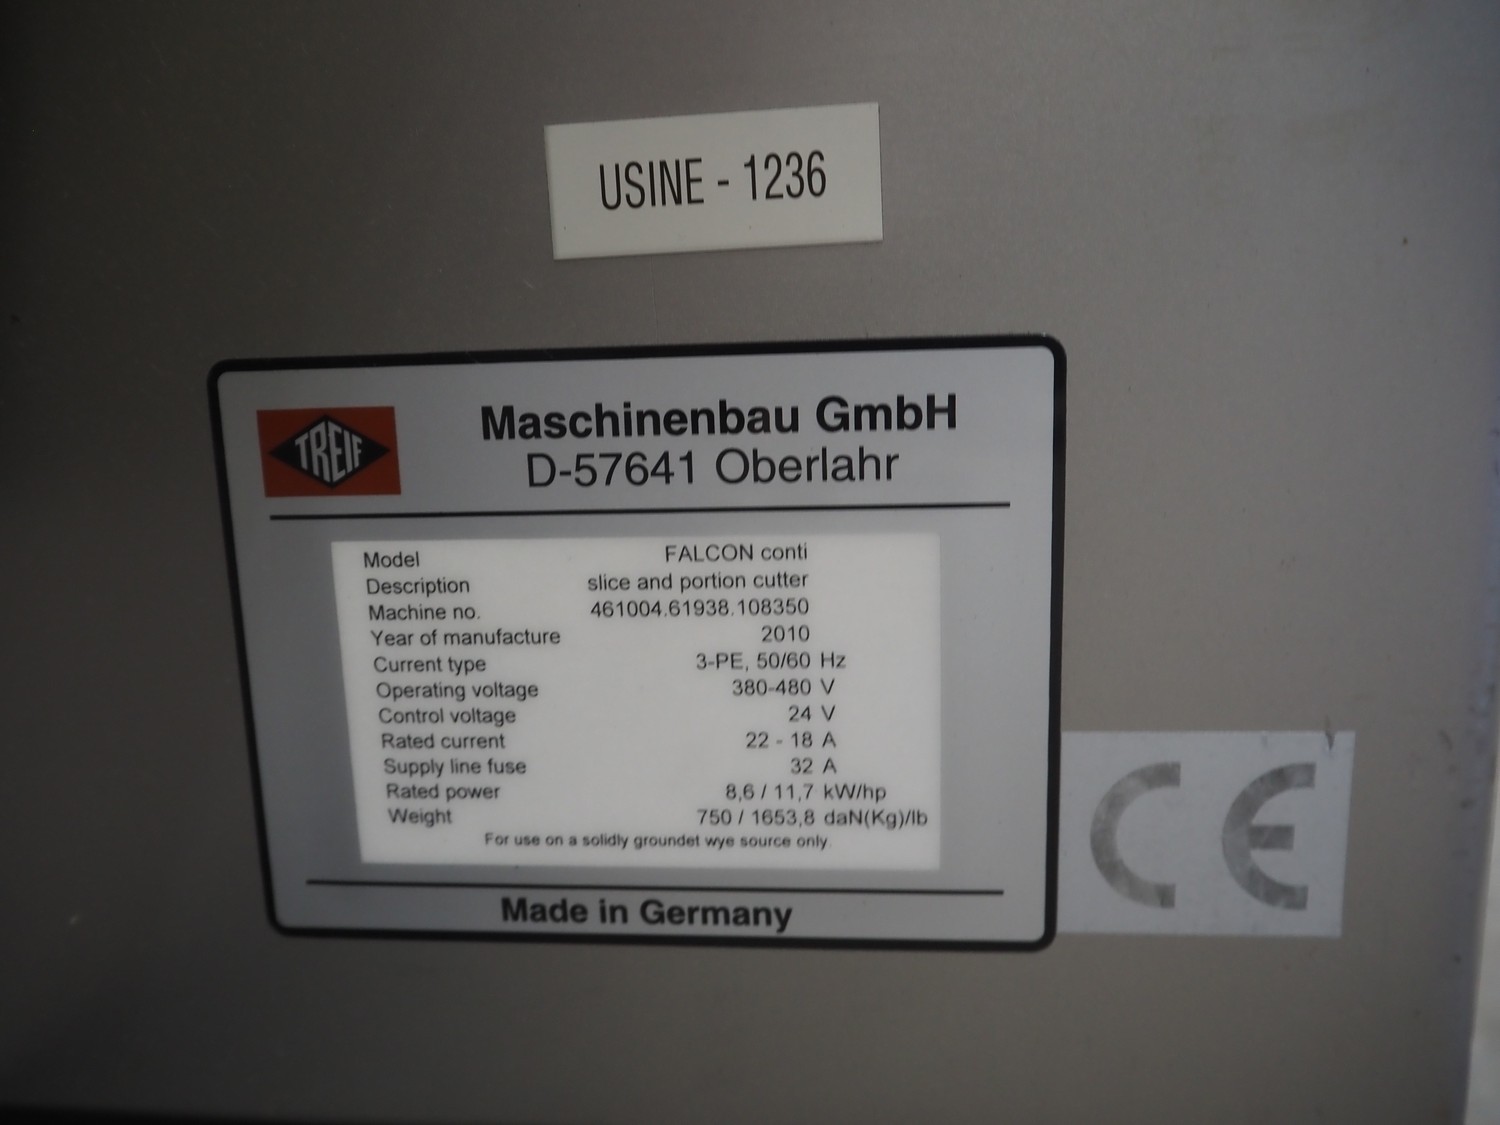 USINE - 1236
TREIF
Maschinenbau GmbH
D-57641 Oberlahr
Model FALCON conti
Description slice and portion cutter
Machine no. 461004.61938.108350
Year of manufacture 2010
Current type 3-PE, 50/60 Hz
Operating voltage 380-480 V
Control voltage 24 V
Rated current 22 - 18 A
Supply line fuse 32 A
Rated power 8,6 / 11,7 kW/hp
Weight 750 / 1653,8 daN(Kg)/lb
For use on a solidly groundet wye source only
Made in Germany
CE